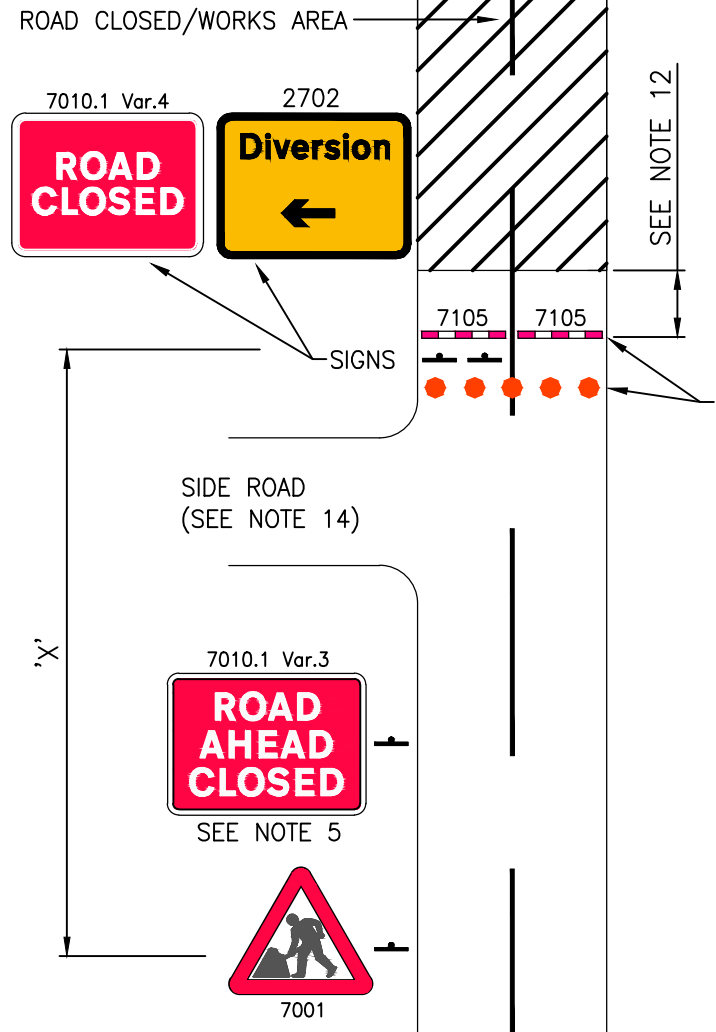 ROAD CLOSED/WORKS AREA
7010.1 Var.4
2702
ROAD
CLOSED
Diversion
SEE NOTE 12
7105
7105
SIGNS
SIDE ROAD
(SEE NOTE 14)
'X'
7010.1 Var.3
ROAD
AHEAD
CLOSED
SEE NOTE 5
7001